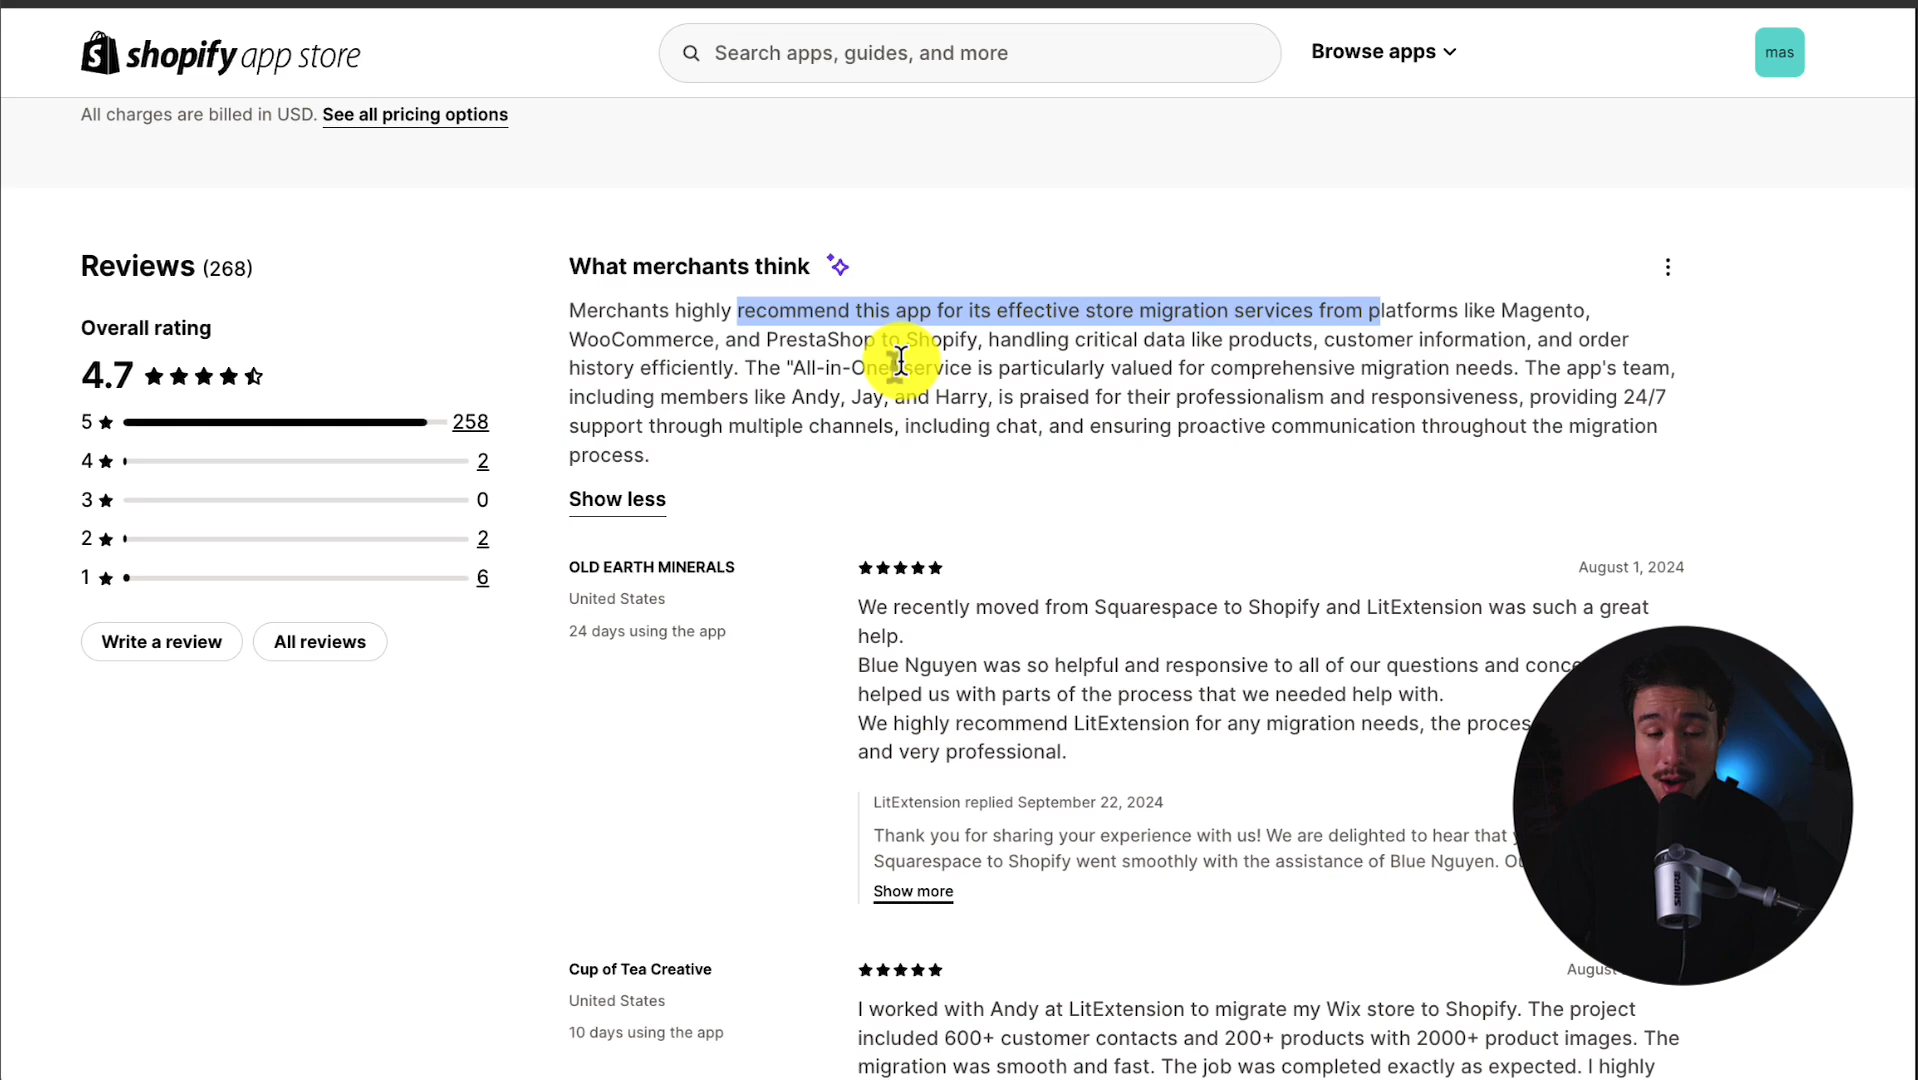 shopify app store
Search apps, guides, and more
Browse apps
mas
All charges are billed in USD. See all pricing options
Reviews (268)
Overall rating
4.7
5 258
4 2
3 0
2 2
1 6
Write a review
All reviews
What merchants think
Merchants highly recommend this app for its effective store migration services from platforms like Magento,
WooCommerce, and PrestaShop to Shopify, handling critical data like products, customer information, and order
history efficiently. The "All-in-One" service is particularly valued for comprehensive migration needs. The app's team,
including members like Andy, Jay, and Harry, is praised for their professionalism and responsiveness, providing 24/7
support through multiple channels, including chat, and ensuring proactive communication throughout the migration
process.
Show less
OLD EARTH MINERALS
United States
24 days using the app
August 1, 2024
We recently moved from Squarespace to Shopify and LitExtension was such a great
help.
Blue Nguyen was so helpful and responsive to all of our questions and
helped us with parts of the process that we needed help with.
We highly recommend LitExtension for any migration needs, the
and very professional.
LitExtension replied September 22, 2024
Thank you for sharing your experience with us! We are delighted to hear that
Squarespace to Shopify went smoothly with the assistance of Blue Nguyen.
Show more
Cup of Tea Creative
United States
10 days using the app
I worked with Andy at LitExtension to migrate my Wix store to Shopify. The project
included 600+ customer contacts and 200+ products with 2000+ product images. The
migration was smooth and fast. The job was completed exactly as expected. I highly
SHURE